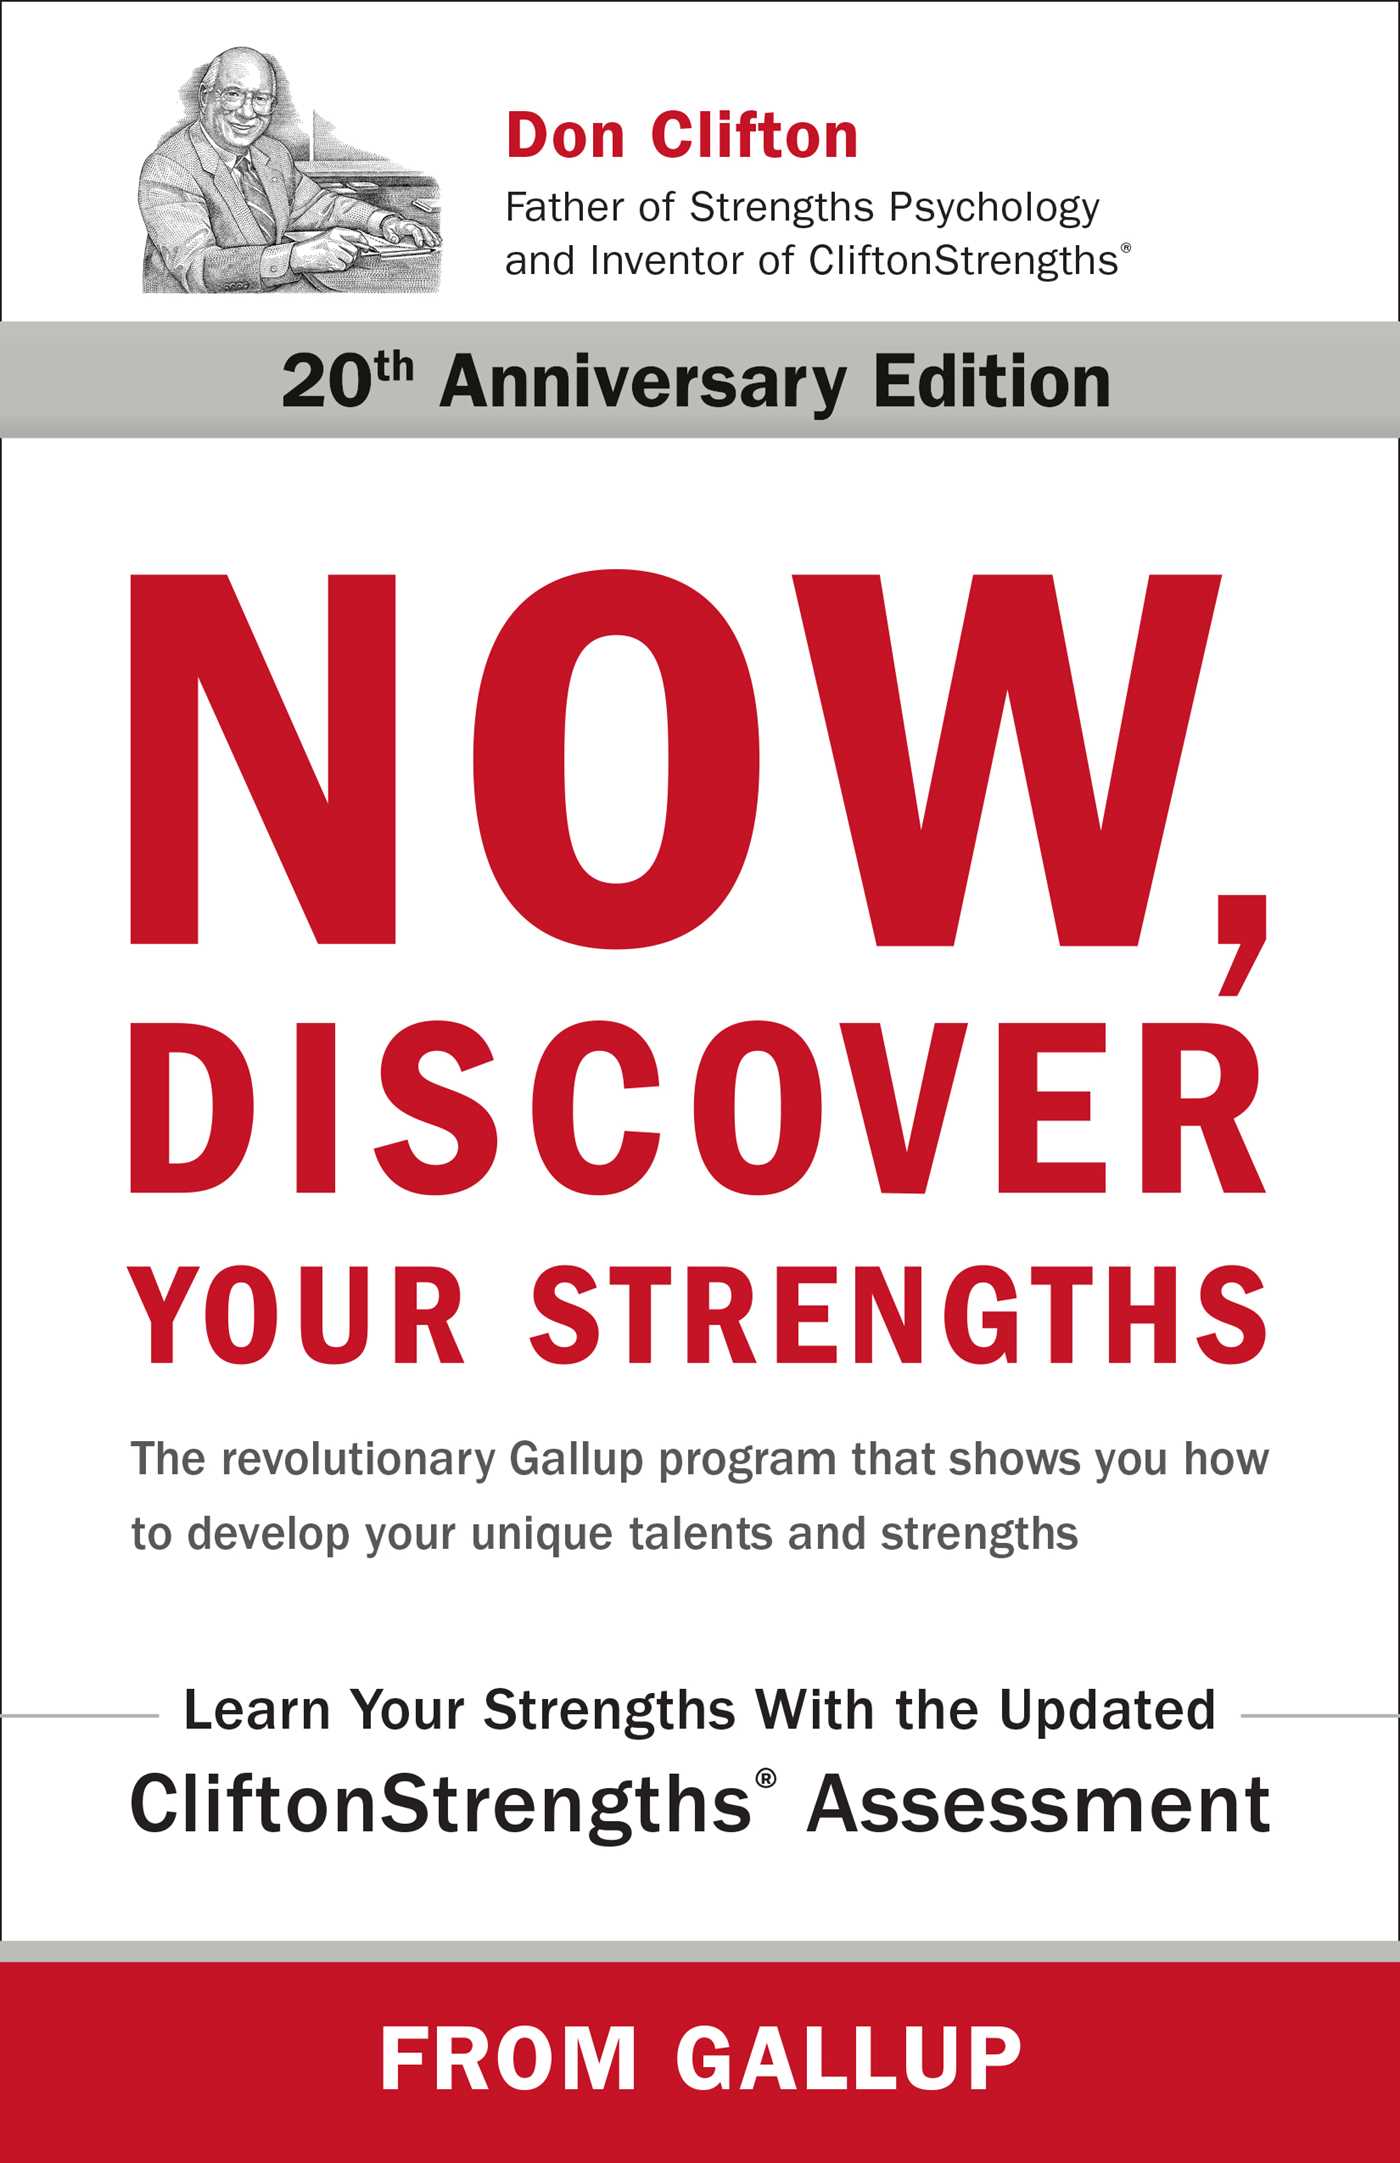 Don Clifton
Father of Strengths Psychology
and Inventor of CliftonStrengths®
20th Anniversary Edition
NOW,
DISCOVER
YOUR STRENGTHS
The revolutionary Gallup program that shows you how
to develop your unique talents and strengths
Learn Your Strengths With the Updated
CliftonStrengths® Assessment
FROM GALLUP